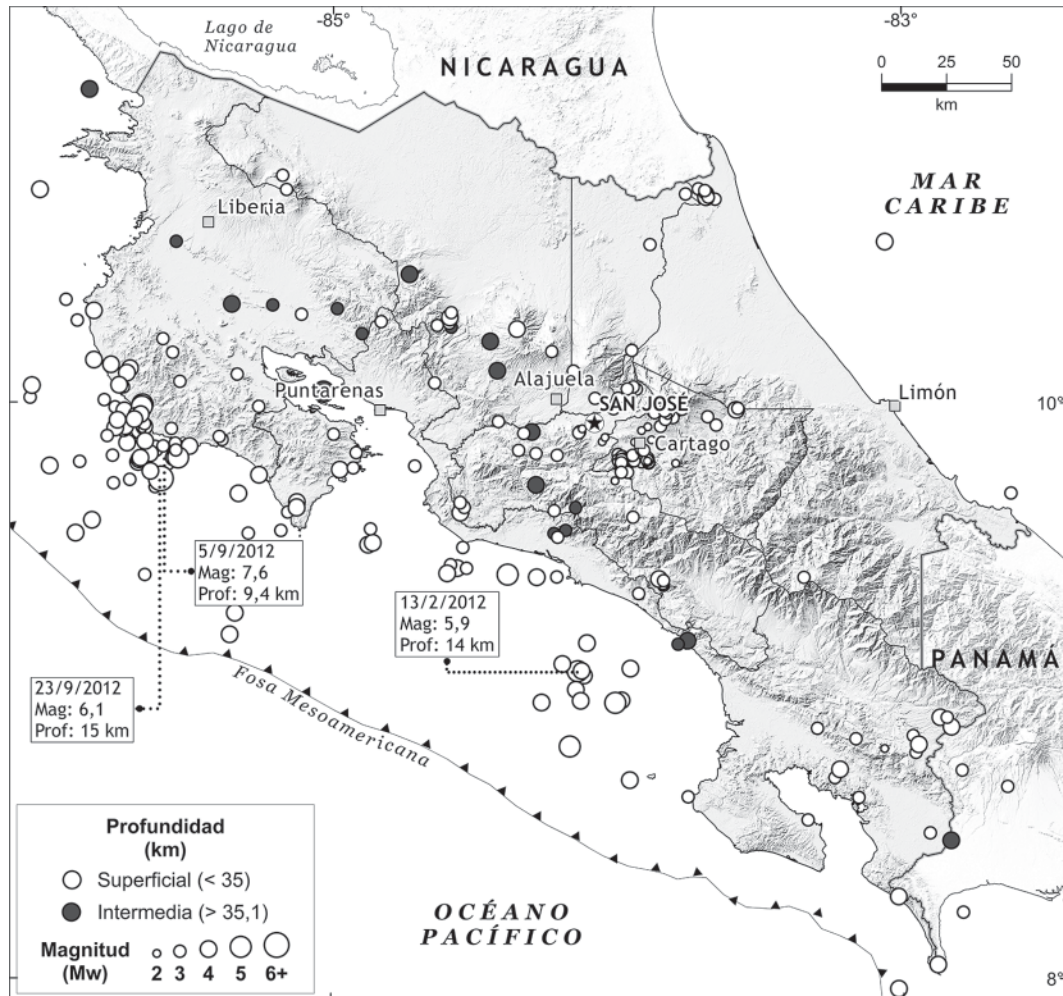 -85°
-83°
Lago de
Nicaragua
NICARAGUA
0 25 50
km
MAR
CARIBE
Liberia
Puntarenas
Alajuela
SAN JOSÉ
Cartago
Limón
10°
5/9/2012
Mag: 7,6
Prof: 9,4 km
13/2/2012
Mag: 5,9
Prof: 14 km
23/9/2012
Mag: 6,1
Prof: 15 km
Fosa Mesoamericana
PANAMÁ
Profundidad
(km)
Superficial (< 35)
Intermedia (> 35,1)
Magnitud
(Mw)
2 3 4 5 6+
OCÉANO
PACÍFICO
8°